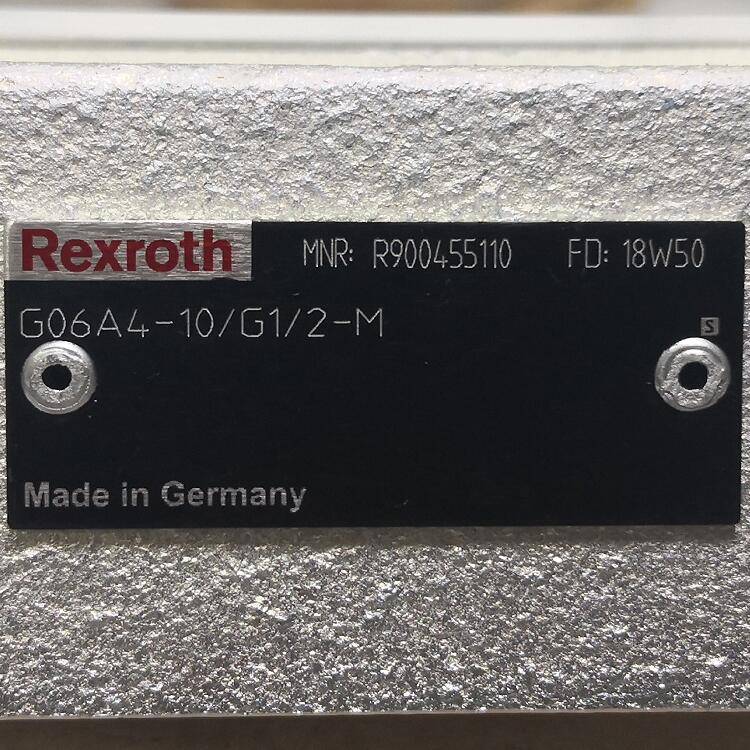 Rexroth MNR: R900455110 FD: 18W50
G06A4-10/G1/2-M
S
Made in Germany